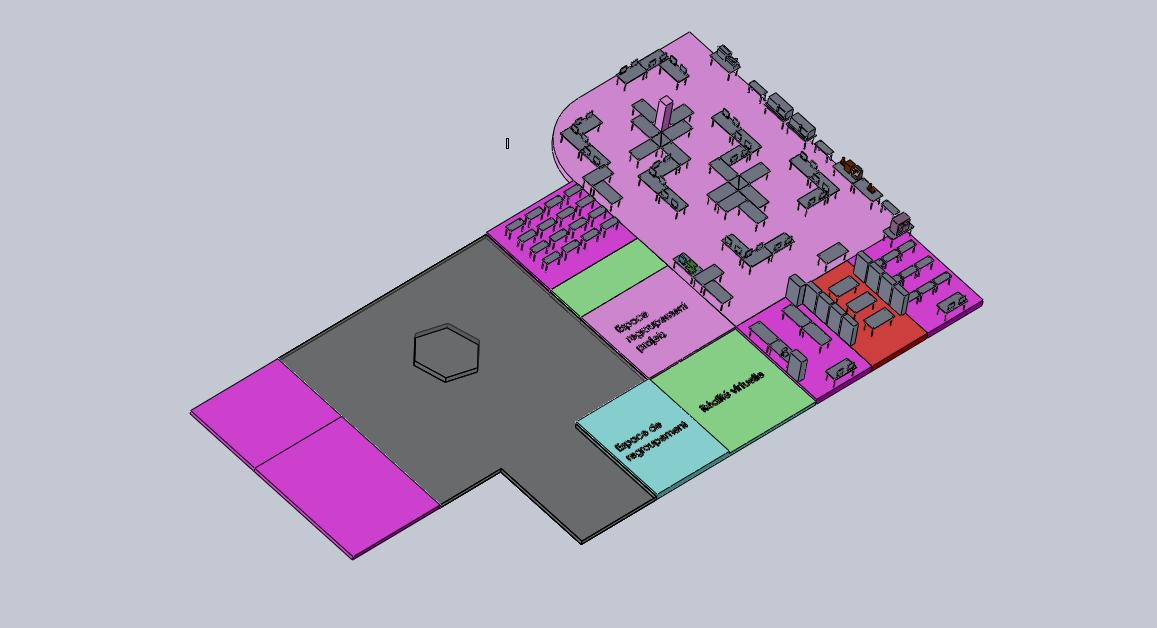 Espace
regroupement
projets
Réalité virtuelle
Espace de
regroupement